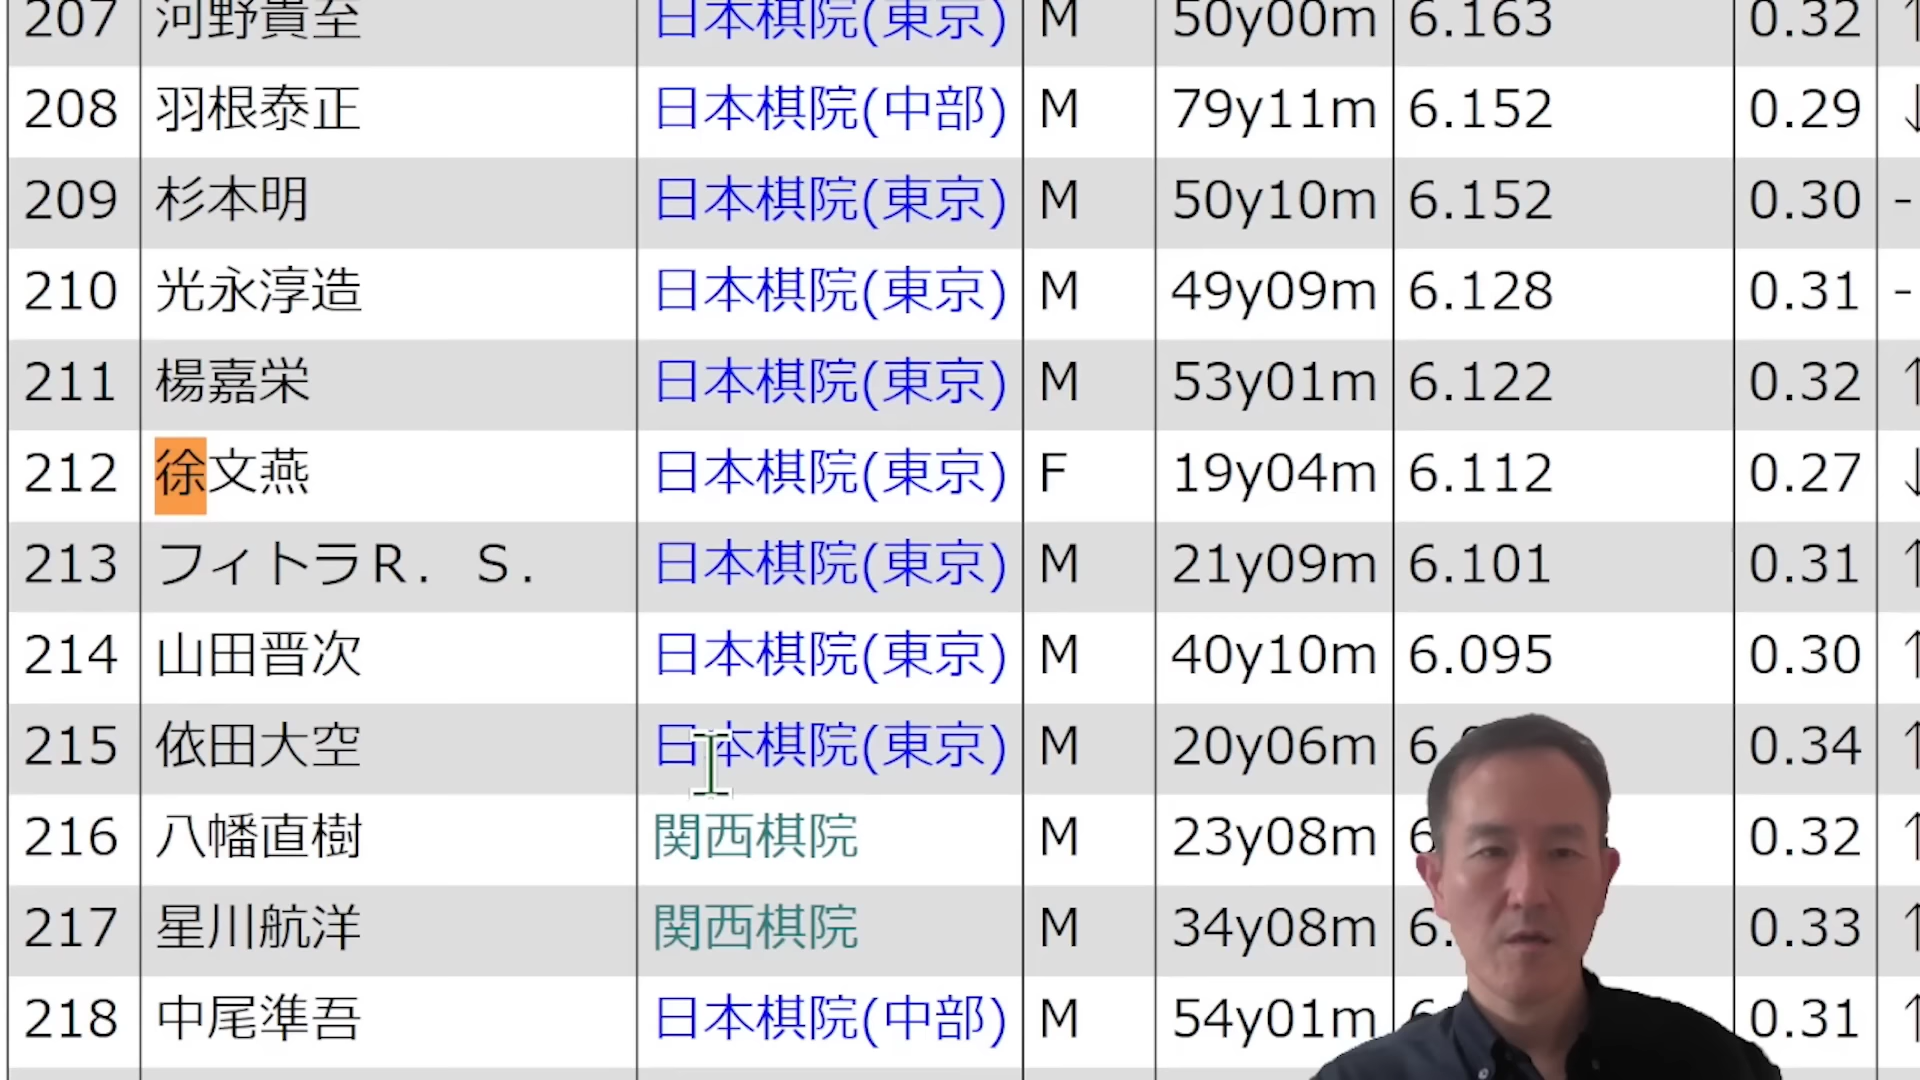 207 河野貴至 日本棋院(東京) M 50y00m 6.163 0.32 ↑
208 羽根泰正 日本棋院(中部) M 79y11m 6.152 0.29 ↓
209 杉本明 日本棋院(東京) M 50y10m 6.152 0.30 -
210 光永淳造 日本棋院(東京) M 49y09m 6.128 0.31 -
211 楊嘉栄 日本棋院(東京) M 53y01m 6.122 0.32 ↑
212 徐文燕 日本棋院(東京) F 19y04m 6.112 0.27 ↓
213 フィトラＲ．Ｓ． 日本棋院(東京) M 21y09m 6.101 0.31 ↑
214 山田晋次 日本棋院(東京) M 40y10m 6.095 0.30 ↑
215 依田大空 日本棋院(東京) M 20y06m 0.34 ↑
216 八幡直樹 関西棋院 M 23y08m 0.32 ↑
217 星川航洋 関西棋院 M 34y08m 0.33 ↑
218 中尾準吾 日本棋院(中部) M 54y01m 0.31 ↑